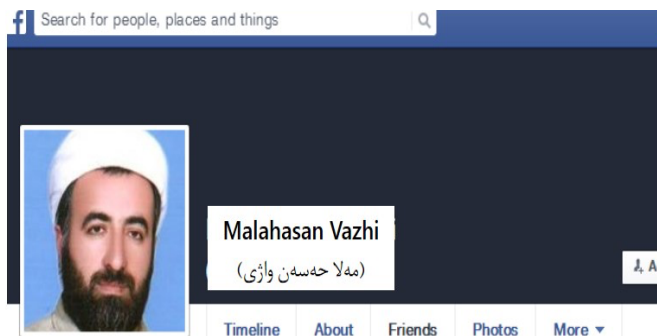 f Search for people, places and things
Malahasan Vazhi
(مەلا حەسەن واژی)
A
Timeline About Friends Photos More